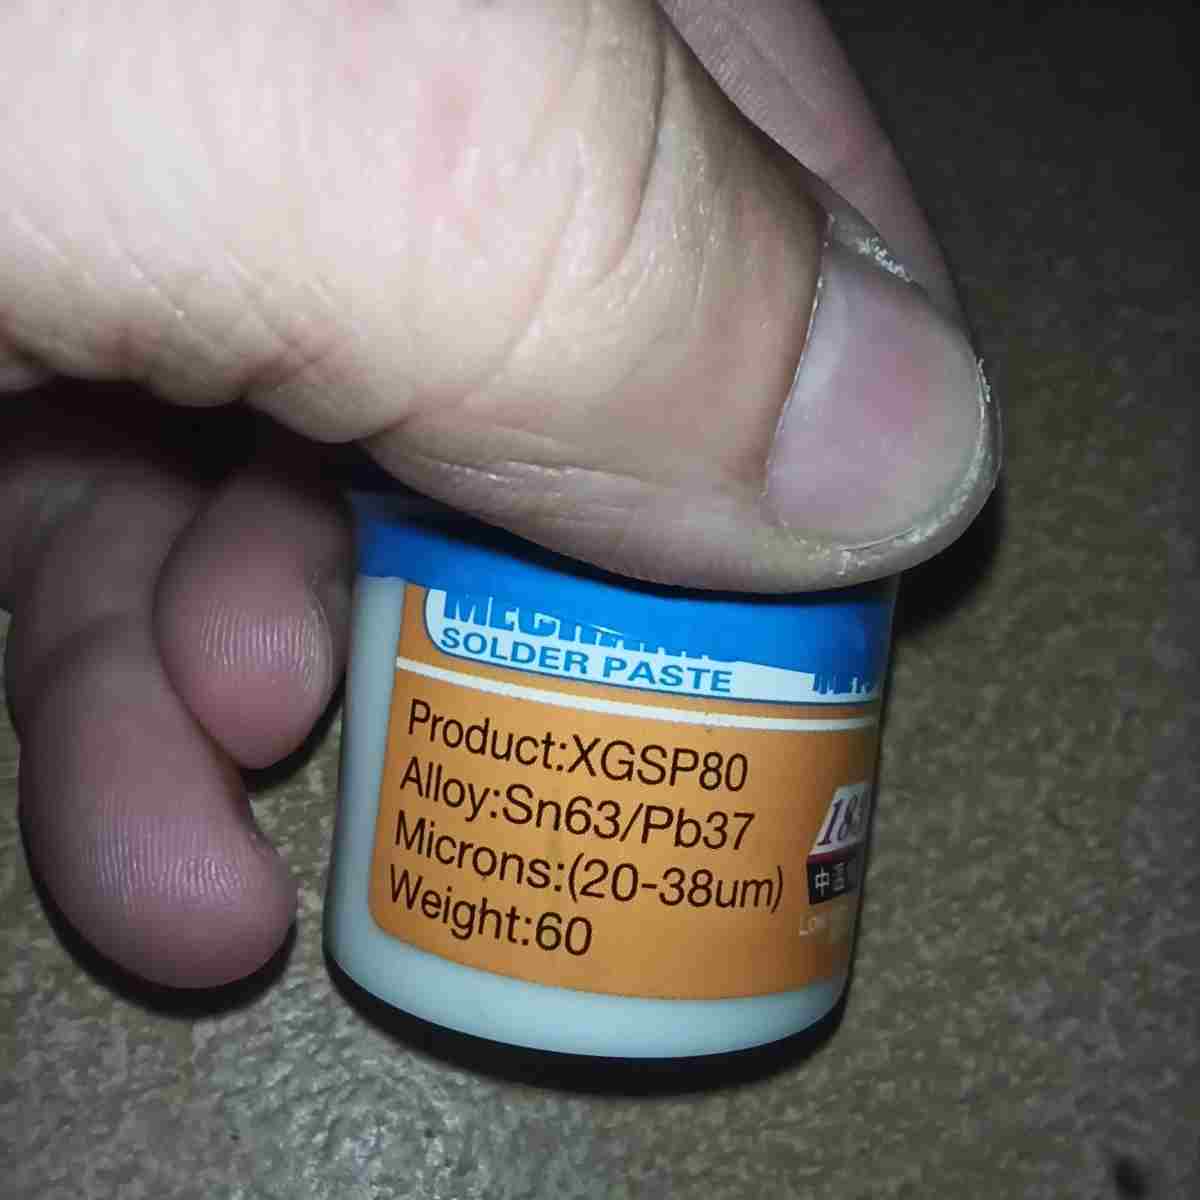 SOLDER PASTE
Product:XGSP80
Alloy:Sn63/Pb37
Microns:(20-38um)
Weight:60